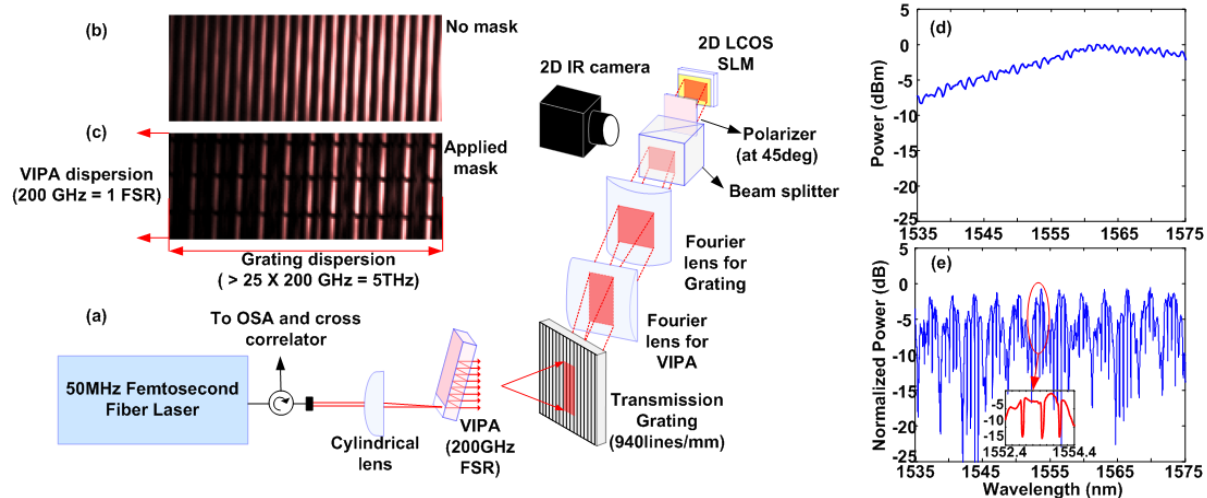 (b)
No mask
(c)
Applied
mask
VIPA dispersion
(200 GHz = 1 FSR)
Grating dispersion
( > 25 X 200 GHz = 5THz)
(a)
To OSA and cross
correlator
50MHz Femtosecond
Fiber Laser
Cylindrical
lens
VIPA
(200GHz
FSR)
Transmission
Grating
(940lines/mm)
Fourier
lens for
VIPA
Fourier
lens for
Grating
Beam splitter
Polarizer
(at 45deg)
2D LCOS
SLM
2D IR camera
(d)
Power (dBm)
5
0
-5
-10
-15
-20
-25
1535
1545
1555
1565
1575
(e)
Normalized Power (dB)
5
0
-5
-10
-15
-20
-25
-5
-10
-15
1552.4
1554.4
1535
1545
1555
1565
1575
Wavelength (nm)